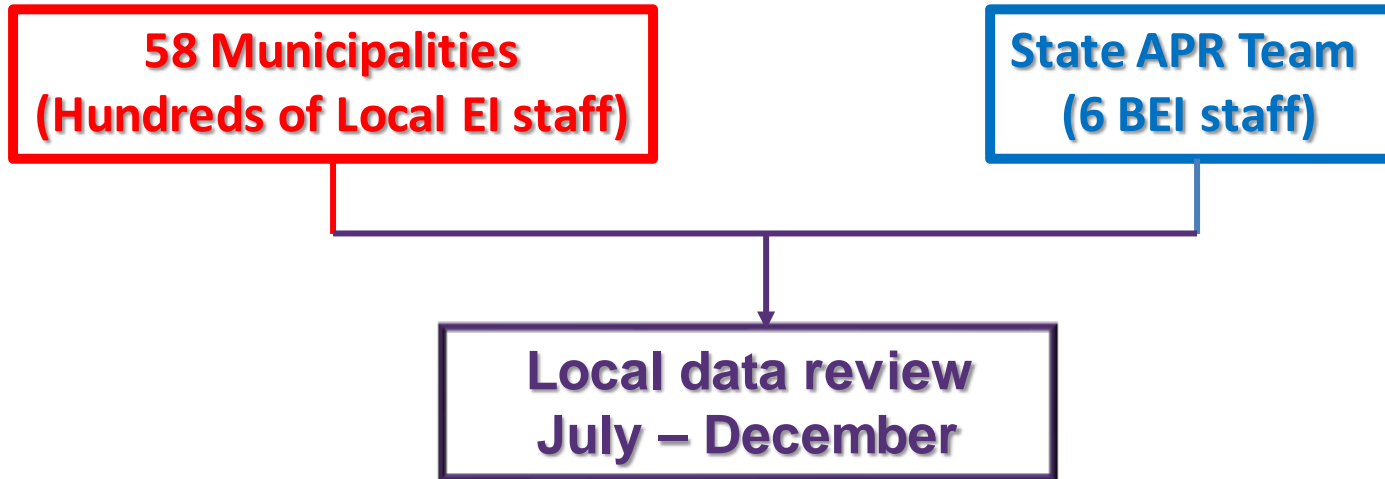 58 Municipalities
(Hundreds of Local EI staff)
State APR Team
(6 BEI staff)
Local data review
July – December